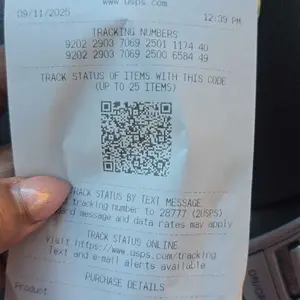 www.usps.com
09/11/2025 12:39 PM
TRACKING NUMBERS
9202 2903 7069 2501 1174 40
9202 2903 7069 2500 6584 49
TRACK STATUS OF ITEMS WITH THIS CODE
(UP TO 25 ITEMS)
TRACK STATUS BY TEXT MESSAGE
tracking number to 28777 (2USPS)
message and data rates may apply
TRACK STATUS ONLINE
Visit https://www.usps.com/tracking
Text and e-mail alerts available
PURCHASE DETAILS
Product